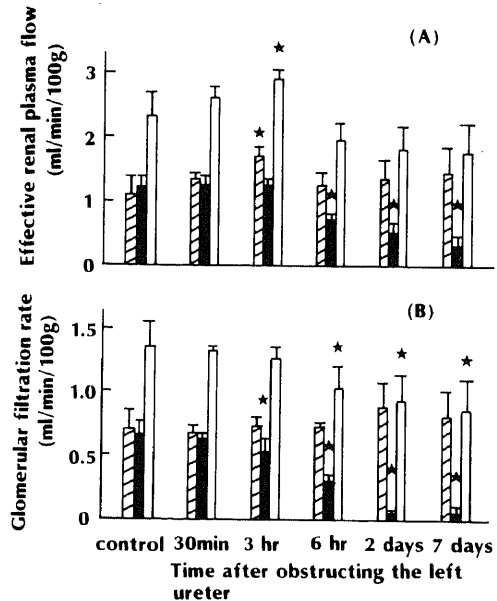 (A)
Effective renal plasma flow
(ml/min/100g)
3
2
1
0
(B)
Glomerular filtration rate
(ml/min/100g)
1.5
1.0
0.5
0
control 30min 3 hr 6 hr 2 days 7 days
Time after obstructing the left
ureter